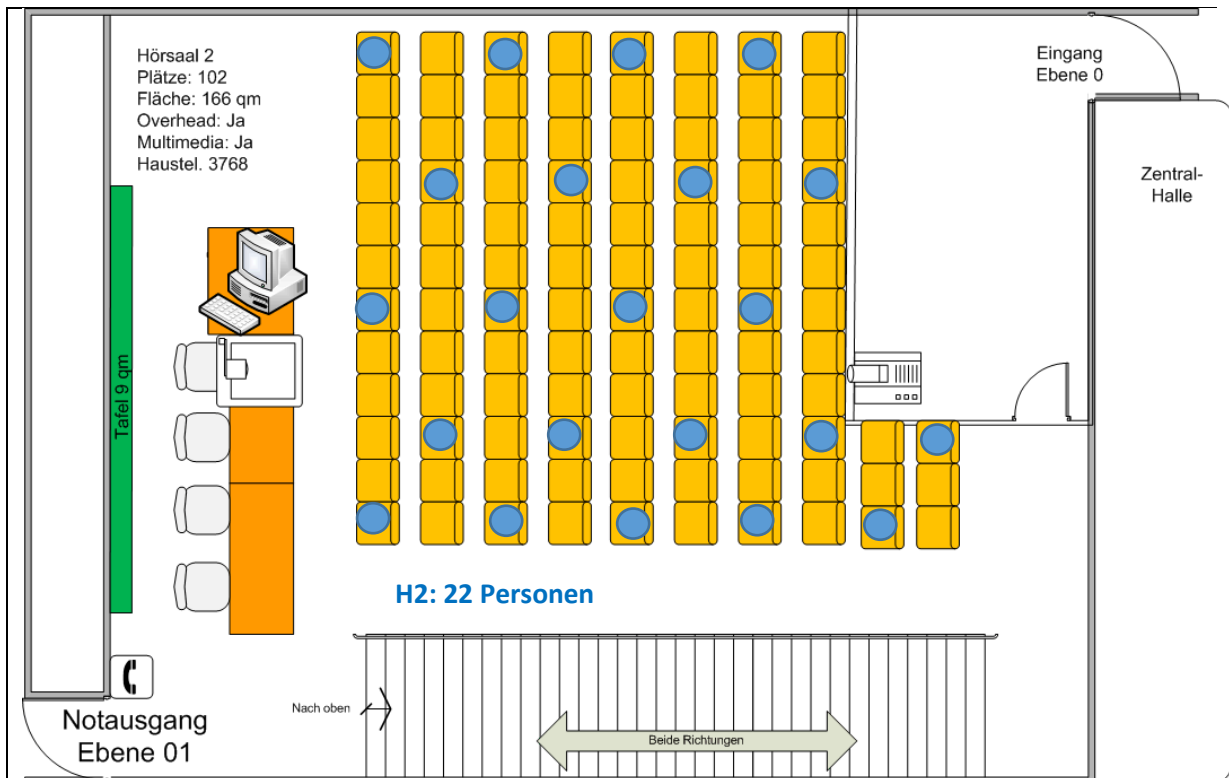 Hörsaal 2
Plätze: 102
Fläche: 166 qm
Overhead: Ja
Multimedia: Ja
Haustel. 3768
Eingang
Ebene 0
Zentral-
Halle
Tafel 9 qm
H2: 22 Personen
Nach oben
Beide Richtungen
Notausgang
Ebene 01